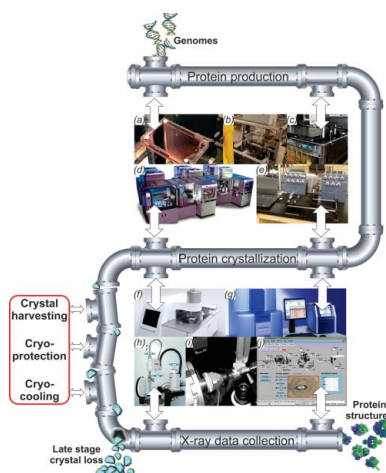 Genomes
Protein production
(a)
(b)
(c)
(d)
(e)
Protein crystallization
(f)
(g)
Crystal
harvesting
Cryo-
protection
Cryo-
cooling
(h)
(i)
(j)
X-ray data collection
Protein
structures
Late stage
crystal loss